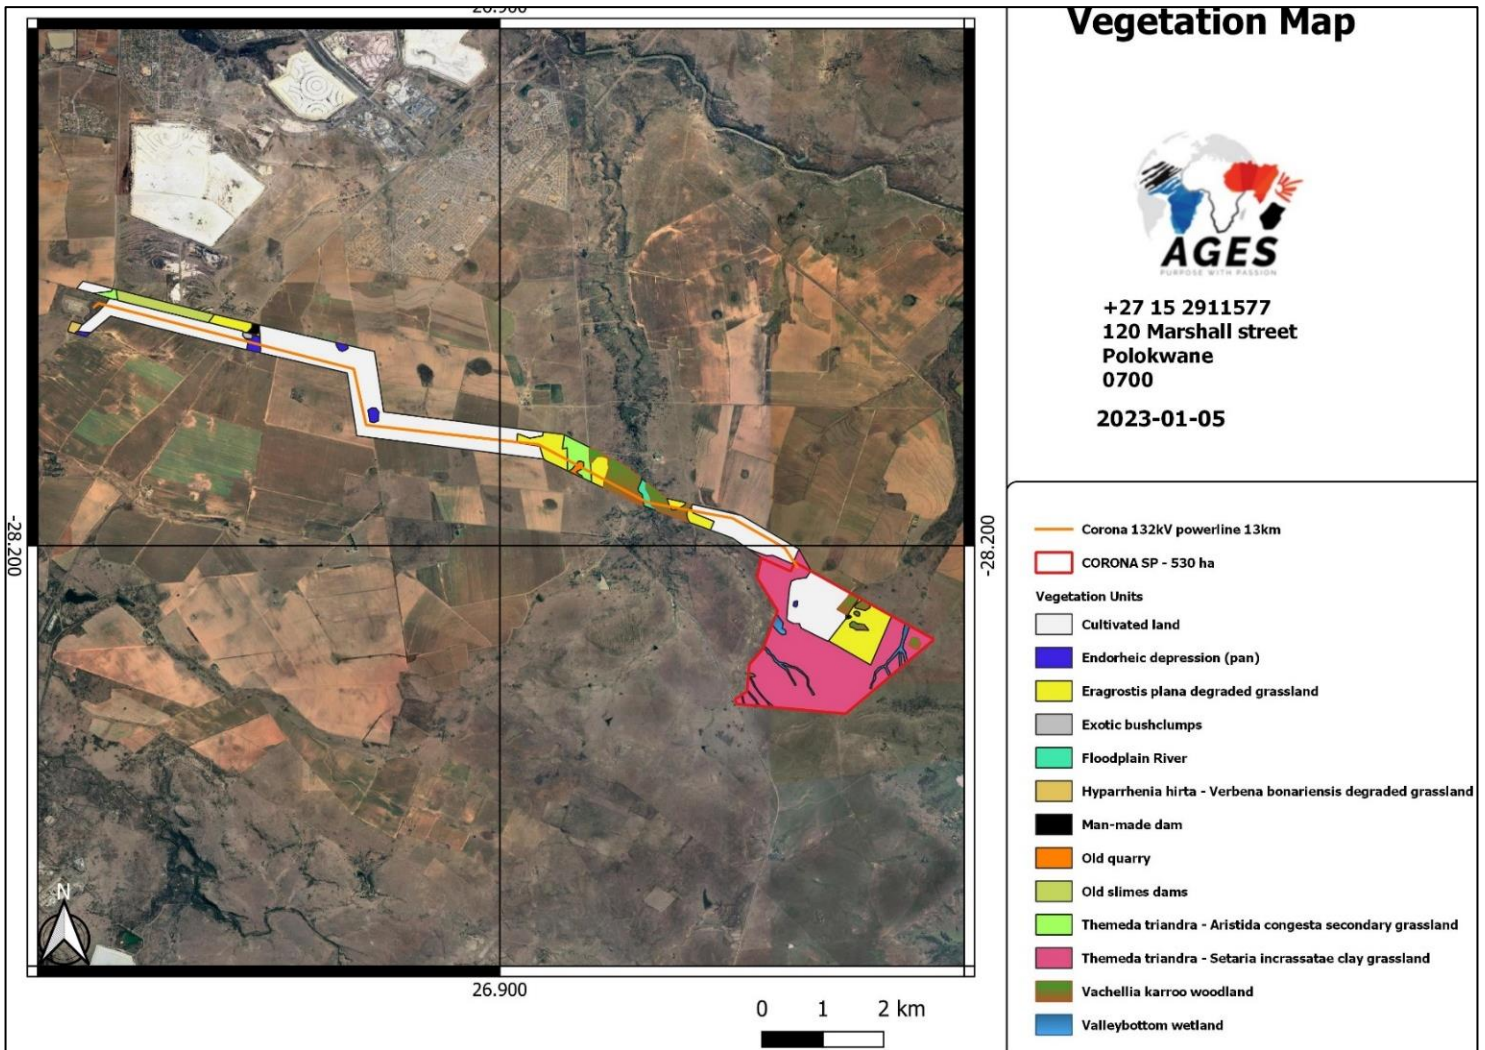 26.900
Vegetation Map
AGES
PURPOSE WITH PASSION
+27 15 2911577
120 Marshall street
Polokwane
0700
2023-01-05
-28.200
-28.200
Corona 132kV powerline 13km
CORONA SP - 530 ha
Vegetation Units
Cultivated land
Endorheic depression (pan)
Eragrostis plana degraded grassland
Exotic bushclumps
Floodplain River
Hyparrhenia hirta - Verbena bonariensis degraded grassland
Man-made dam
Old quarry
Old slimes dams
Themeda triandra - Aristida congesta secondary grassland
Themeda triandra - Setaria incrassatae clay grassland
Vachellia karroo woodland
Valleybottom wetland
N
26.900
0 1 2 km